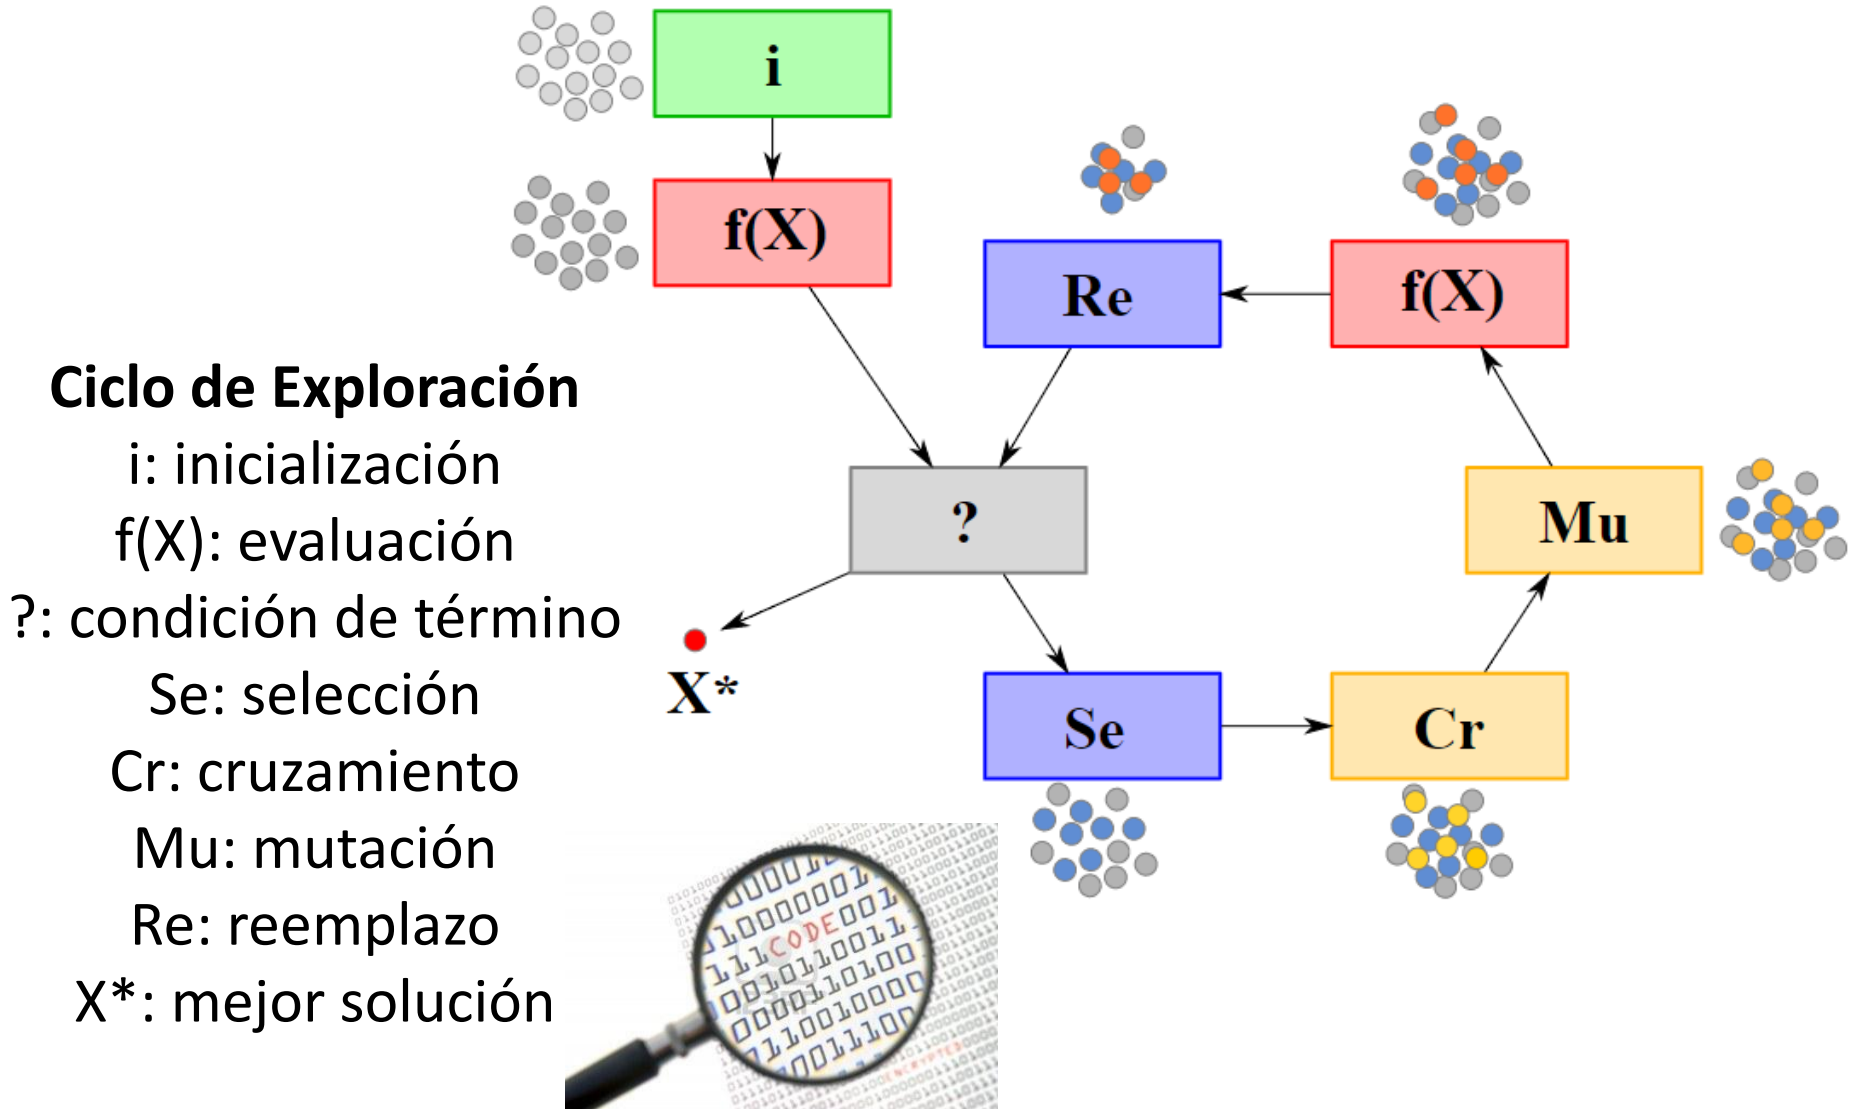 i
f(X)
Re
f(X)
Ciclo de Exploración
i: inicialización
f(X): evaluación
?: condición de término
Se: selección
Cr: cruzamiento
Mu: mutación
Re: reemplazo
X*: mejor solución
?
Mu
X*
Se
Cr
CODE
ENCRYPTED